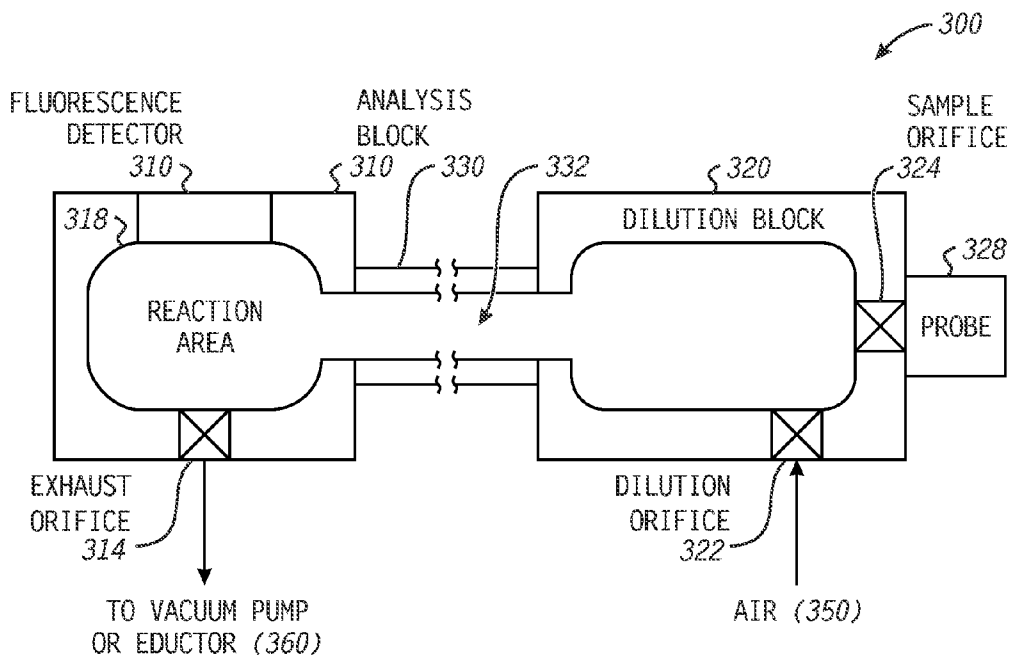 300
FLUORESCENCE
DETECTOR
310
ANALYSIS
BLOCK
310
330
332
320
SAMPLE
ORIFICE
324
318
DILUTION BLOCK
328
REACTION
AREA
PROBE
EXHAUST
ORIFICE
314
DILUTION
ORIFICE
322
TO VACUUM PUMP
OR EDUCTOR (360)
AIR (350)